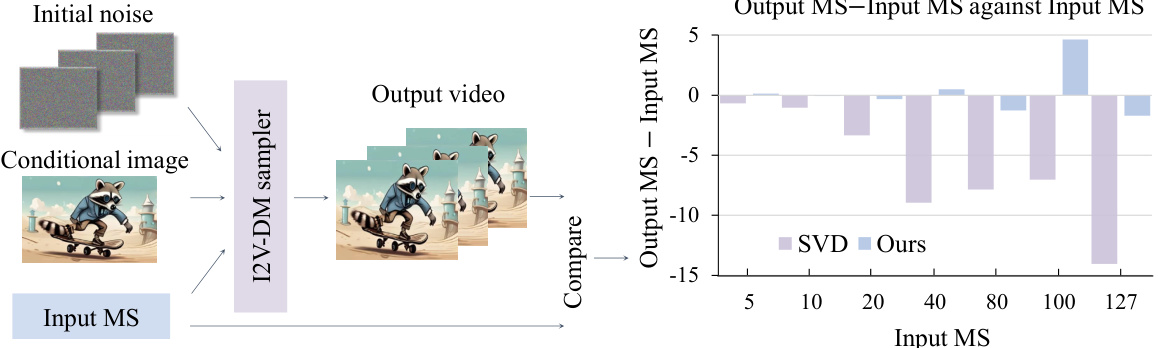 Initial noise
Conditional image
Input MS
I2V-DM sampler
Output video
Compare
Output MS−Input MS against Input MS
Output MS − Input MS
5
0
-5
-10
-15
SVD
Ours
5
10
20
40
80
100
127
Input MS